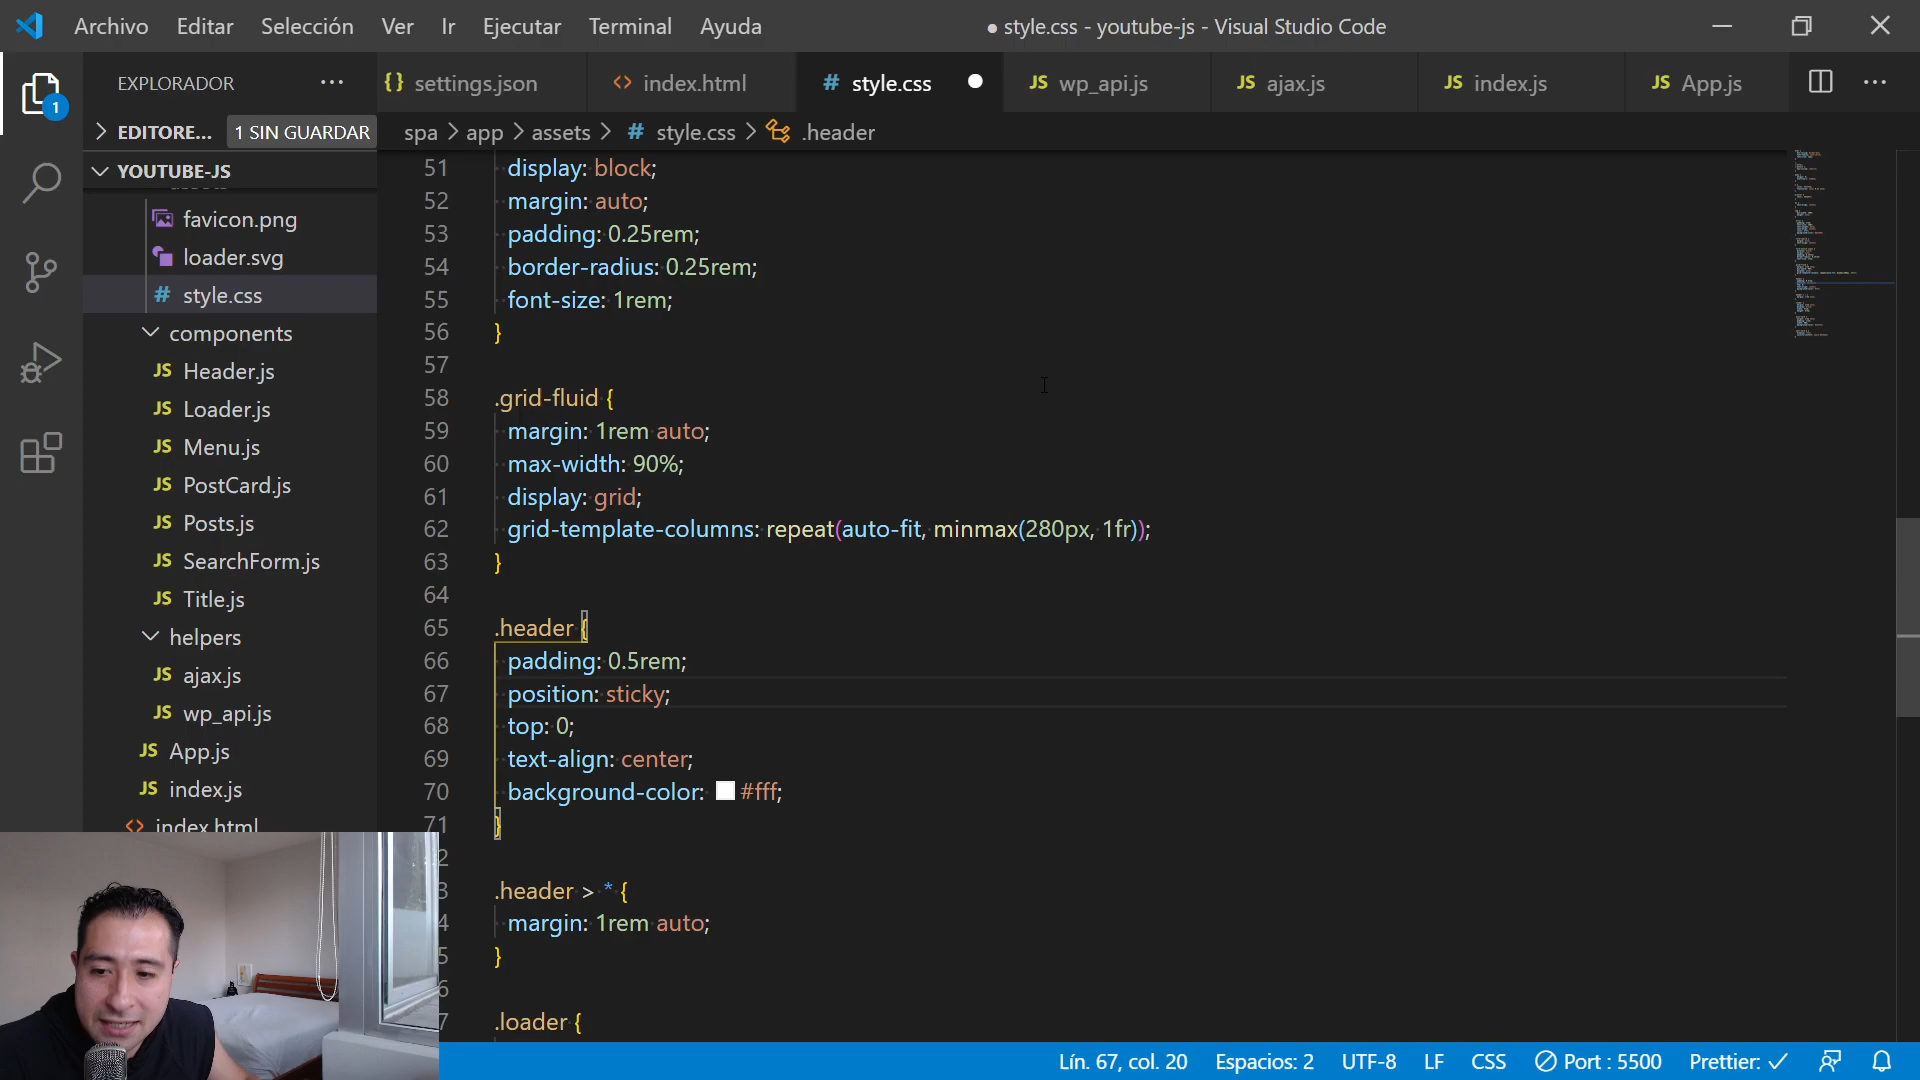 Archivo Editar Selección Ver Ir Ejecutar Terminal Ayuda
● style.css - youtube-js - Visual Studio Code
EXPLORADOR ···
{} settings.json
<> index.html
# style.css ●
JS wp_api.js
JS ajax.js
JS index.js
JS App.js
···
1
> EDITORE... 1 SIN GUARDAR
spa > app > assets > # style.css > .header
YOUTUBE-JS
assets
favicon.png
loader.svg
# style.css
components
JS Header.js
JS Loader.js
JS Menu.js
JS PostCard.js
JS Posts.js
JS SearchForm.js
JS Title.js
helpers
JS ajax.js
JS wp_api.js
JS App.js
JS index.js
<> index.html
51 display: block;
52 margin: auto;
53 padding: 0.25rem;
54 border-radius: 0.25rem;
55 font-size: 1rem;
56 }
57
58 .grid-fluid {
59 margin: 1rem auto;
60 max-width: 90%;
61 display: grid;
62 grid-template-columns: repeat(auto-fit, minmax(280px, 1fr));
63 }
64
65 .header {
66 padding: 0.5rem;
67 position: sticky;
68 top: 0;
69 text-align: center;
70 background-color: #fff;
71 }
2
3 .header > * {
4 margin: 1rem auto;
5 }
6
7 .loader {
Lín. 67, col. 20 Espacios: 2 UTF-8 LF CSS Port : 5500 Prettier: ✓